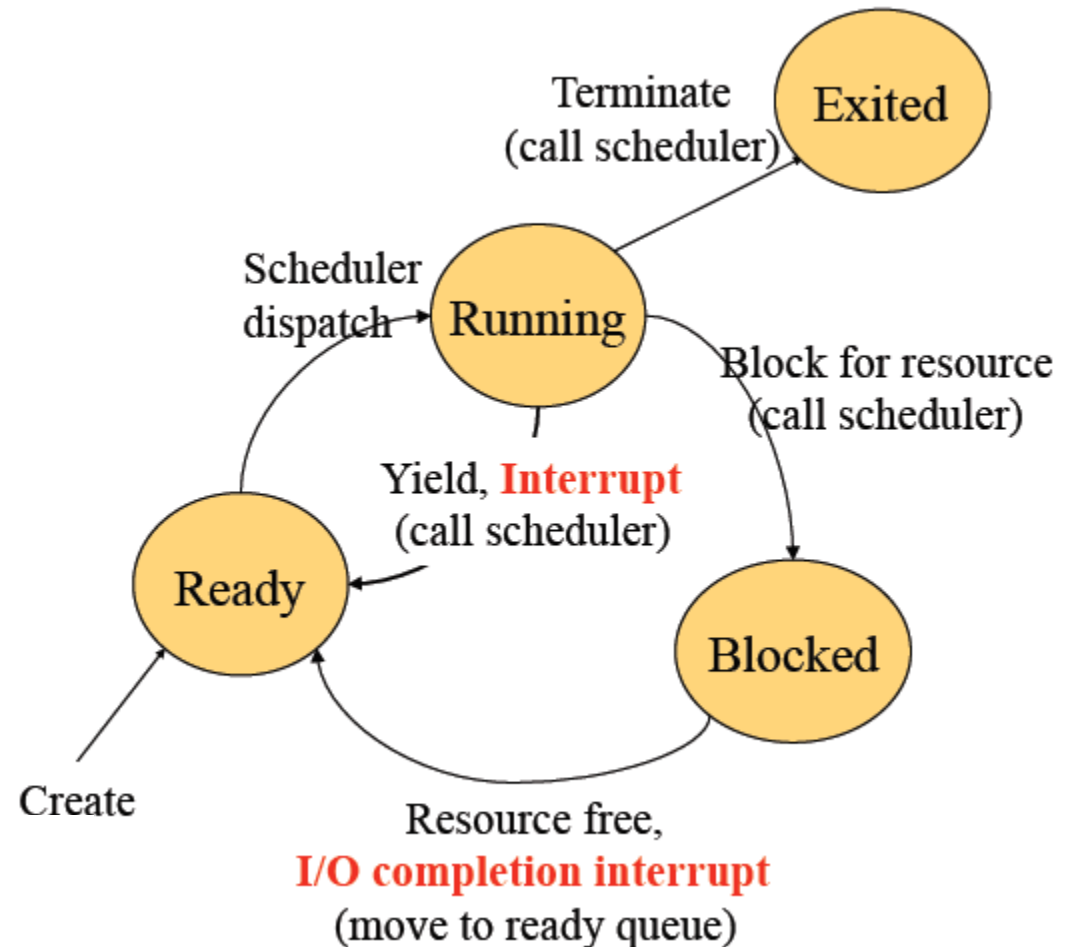 Terminate
(call scheduler)
Exited
Scheduler
dispatch
Running
Block for resource
(call scheduler)
Yield, Interrupt
(call scheduler)
Ready
Blocked
Create
Resource free,
I/O completion interrupt
(move to ready queue)